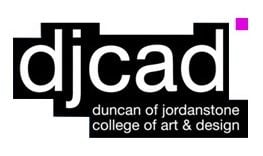 djcad
duncan of jordanstone
college of art & design